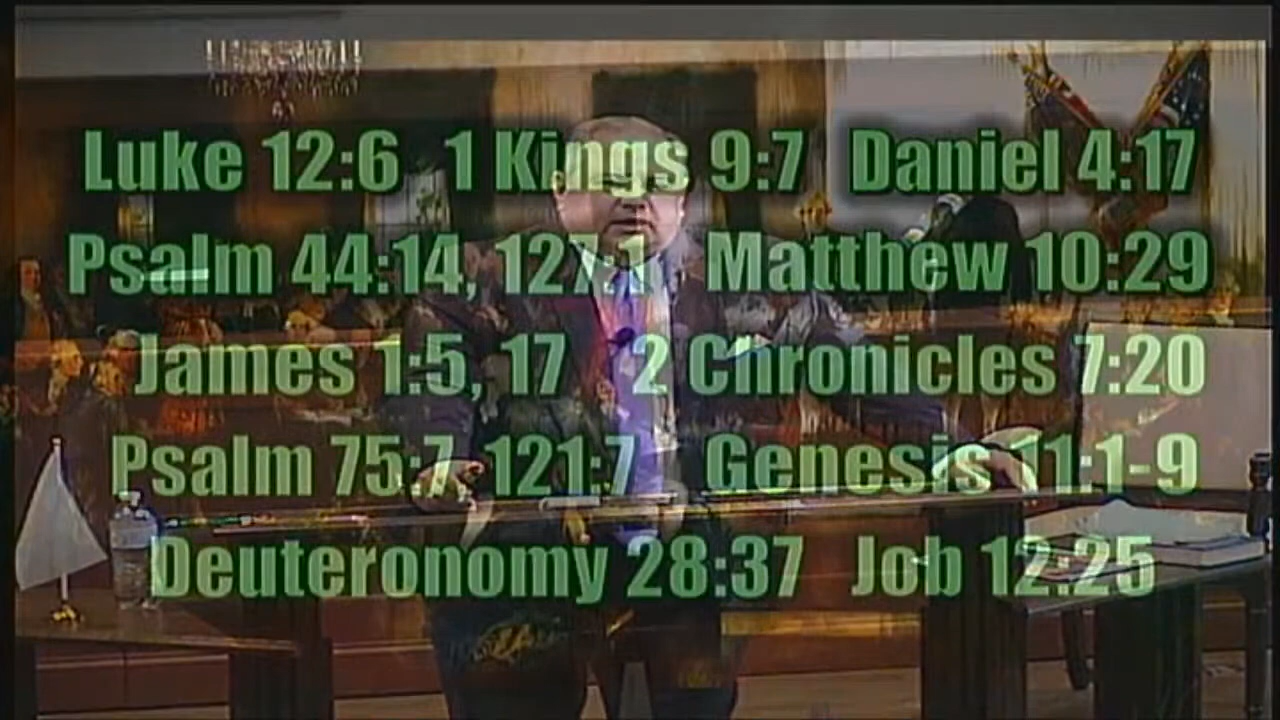 Luke 12:6 1 Kings 9:7 Daniel 4:17
Psalm 44:14, 127:1 Matthew 10:29
James 1:5, 17 2 Chronicles 7:20
Psalm 75:7, 121:7 Genesis 11:1-9
Deuteronomy 28:37 Job 12:25